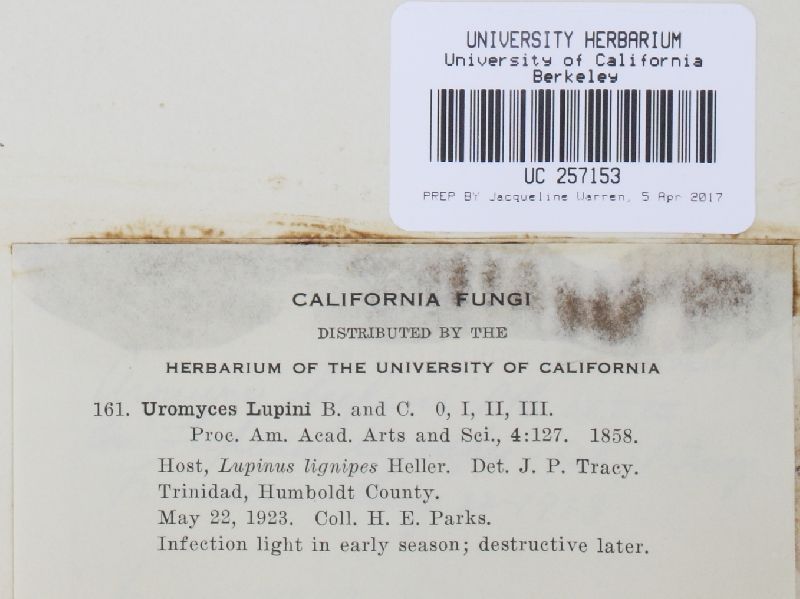 UNIVERSITY HERBARIUM
University of California
Berkeley
UC 257153
PREP BY Jacqueline Warren, 5 Apr 2017
CALIFORNIA FUNGI
DISTRIBUTED BY THE
HERBARIUM OF THE UNIVERSITY OF CALIFORNIA
161. Uromyces Lupini B. and C. 0, I, II, III.
Proc. Am. Acad. Arts and Sci., 4:127. 1858.
Host, Lupinus lignipes Heller. Det. J. P. Tracy.
Trinidad, Humboldt County.
May 22, 1923. Coll. H. E. Parks.
Infection light in early season; destructive later.